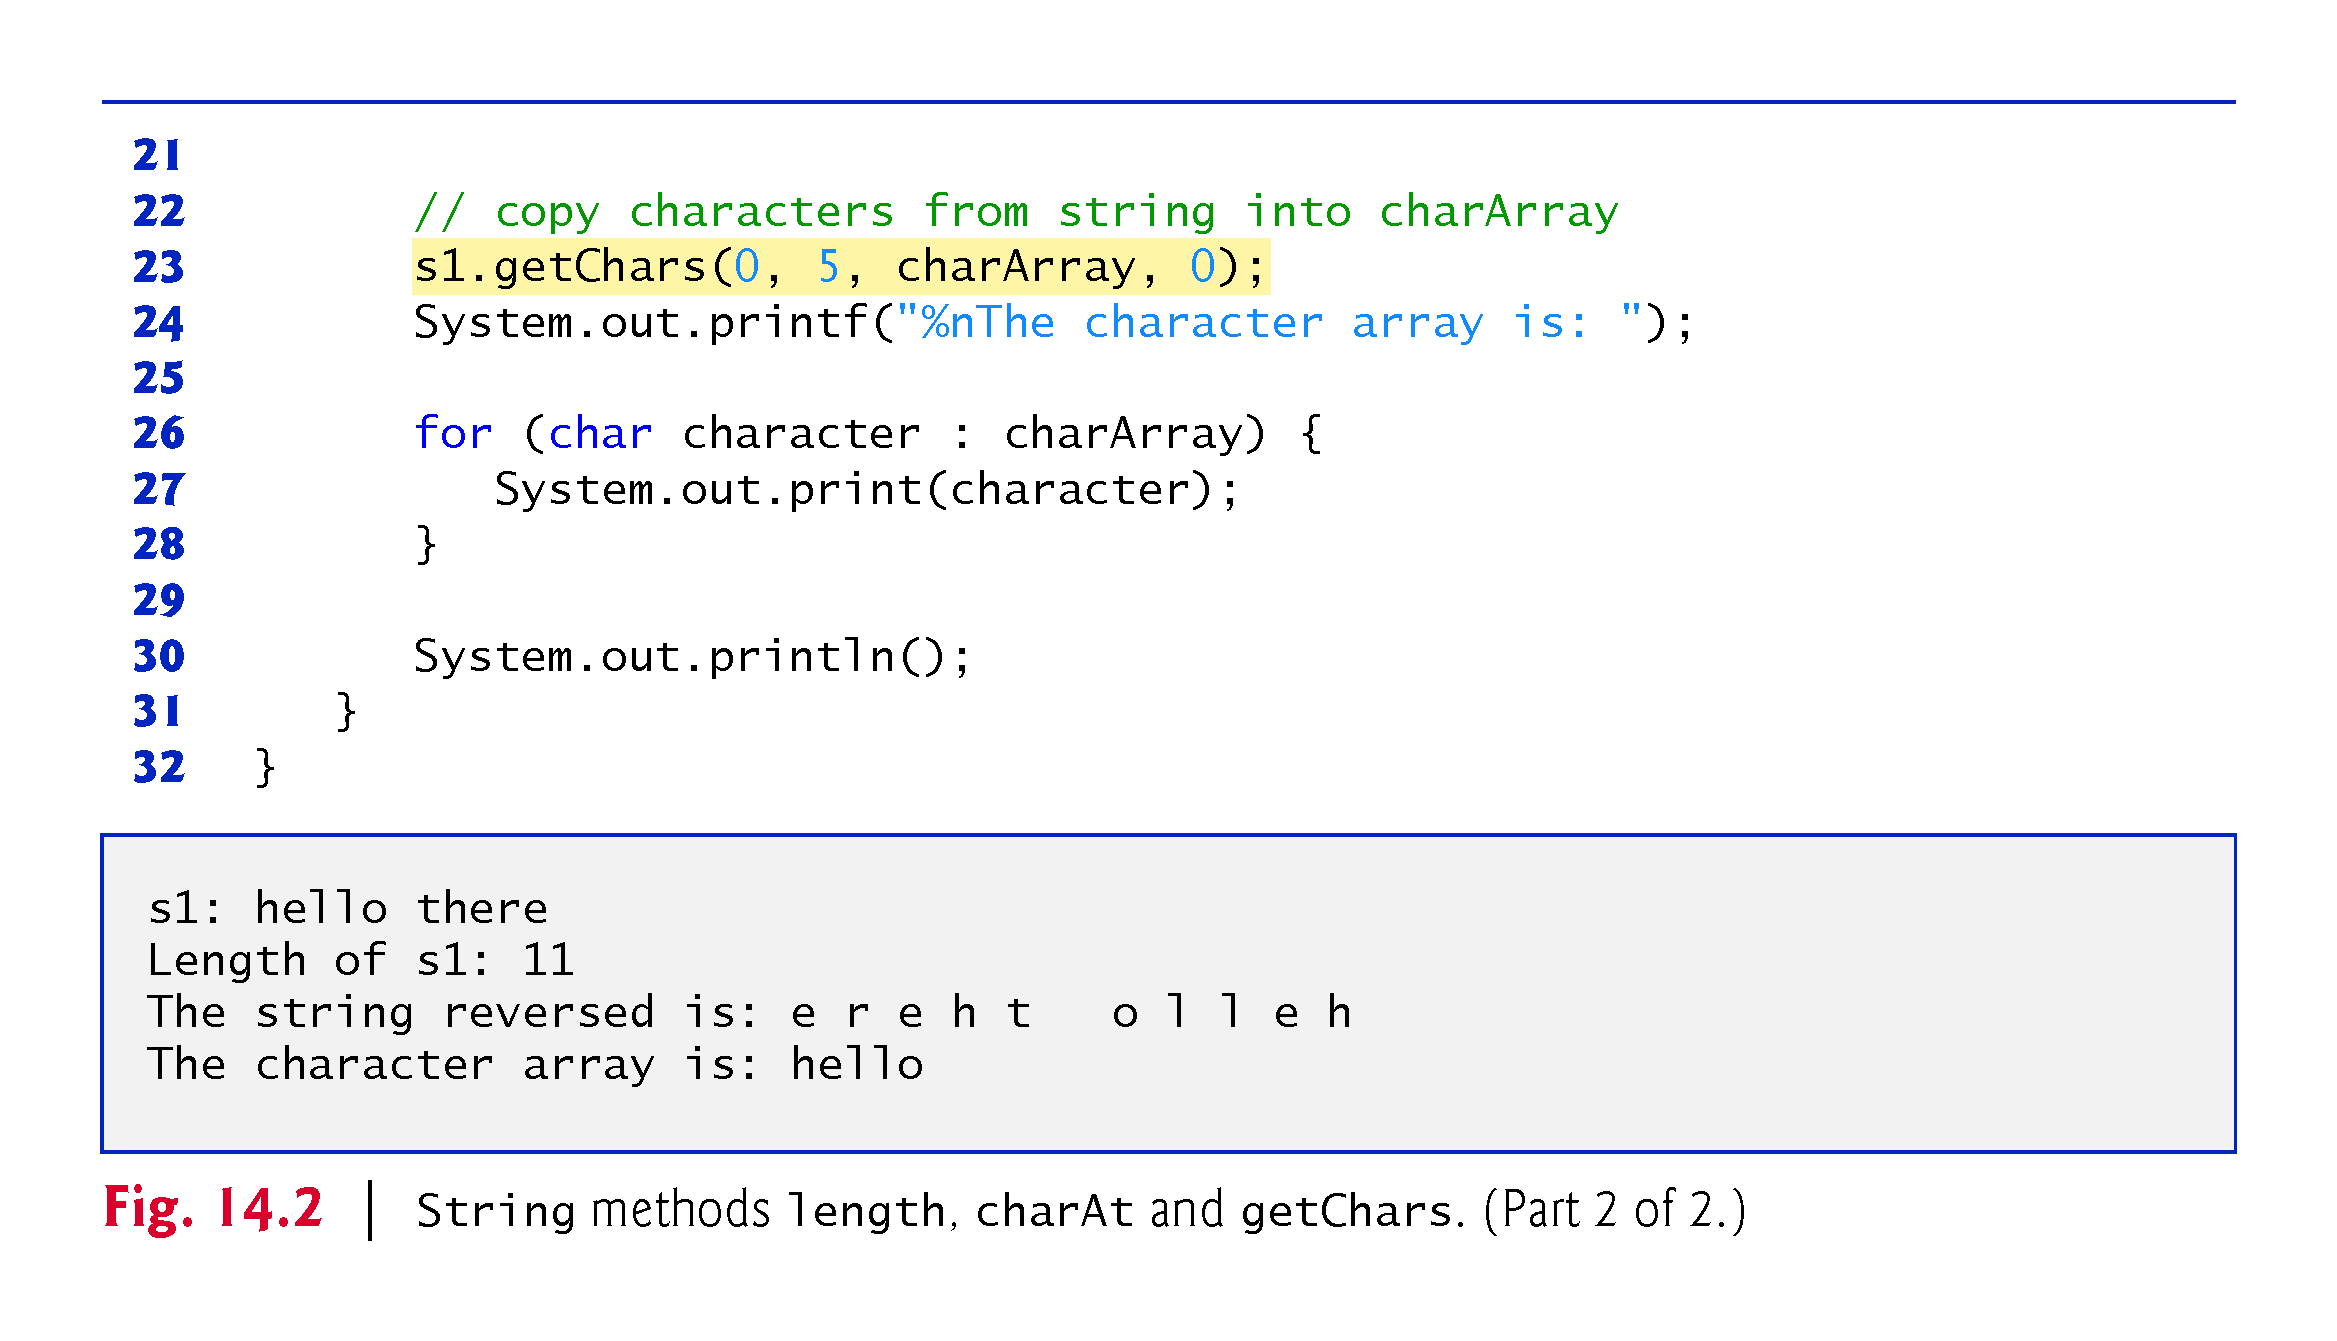 21
22 // copy characters from string into charArray
23 s1.getChars(0, 5, charArray, 0);
24 System.out.printf("%nThe character array is: ");
25
26 for (char character : charArray) {
27 System.out.print(character);
28 }
29
30 System.out.println();
31 }
32 }
s1: hello there
Length of s1: 11
The string reversed is: e r e h t   o l l e h
The character array is: hello
Fig. 14.2 | String methods length, charAt and getChars. (Part 2 of 2.)